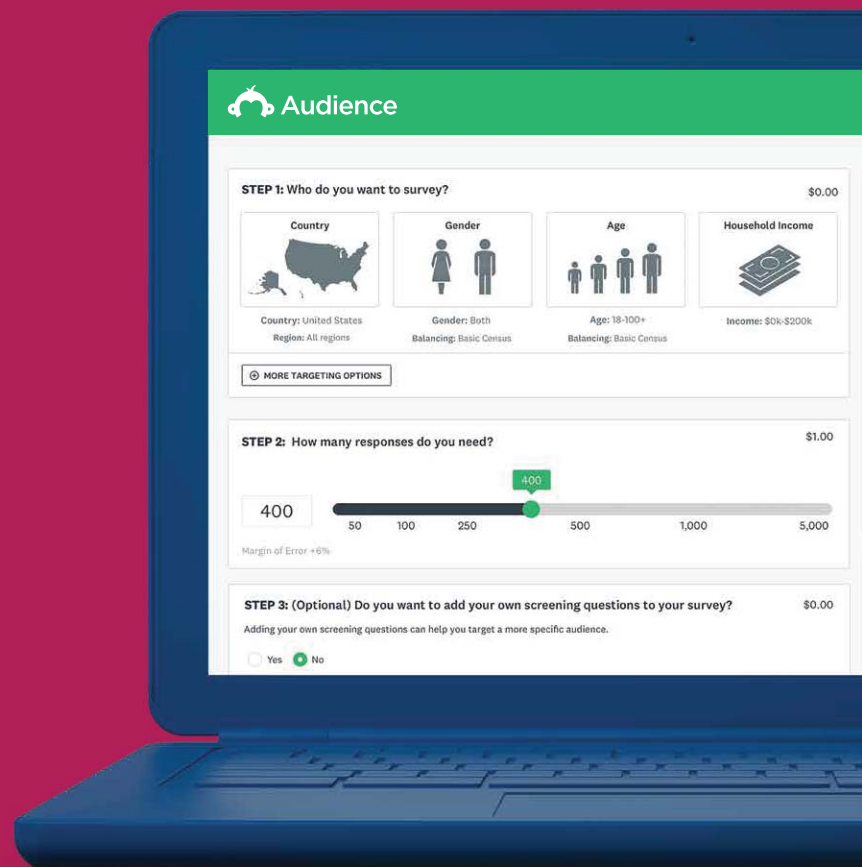 Audience
STEP 1: Who do you want to survey?
$0.00
Country
Gender
Age
Household Income
Country: United States
Gender: Both
Age: 18-100+
Income: $0k-$200k
Region: All regions
Balancing: Basic Census
Balancing: Basic Census
MORE TARGETING OPTIONS
STEP 2: How many responses do you need?
$1.00
400
400
50 100 250 500 1,000 5,000
Margin of Error +6%
STEP 3: (Optional) Do you want to add your own screening questions to your survey?
$0.00
Adding your own screening questions can help you target a more specific audience.
Yes No